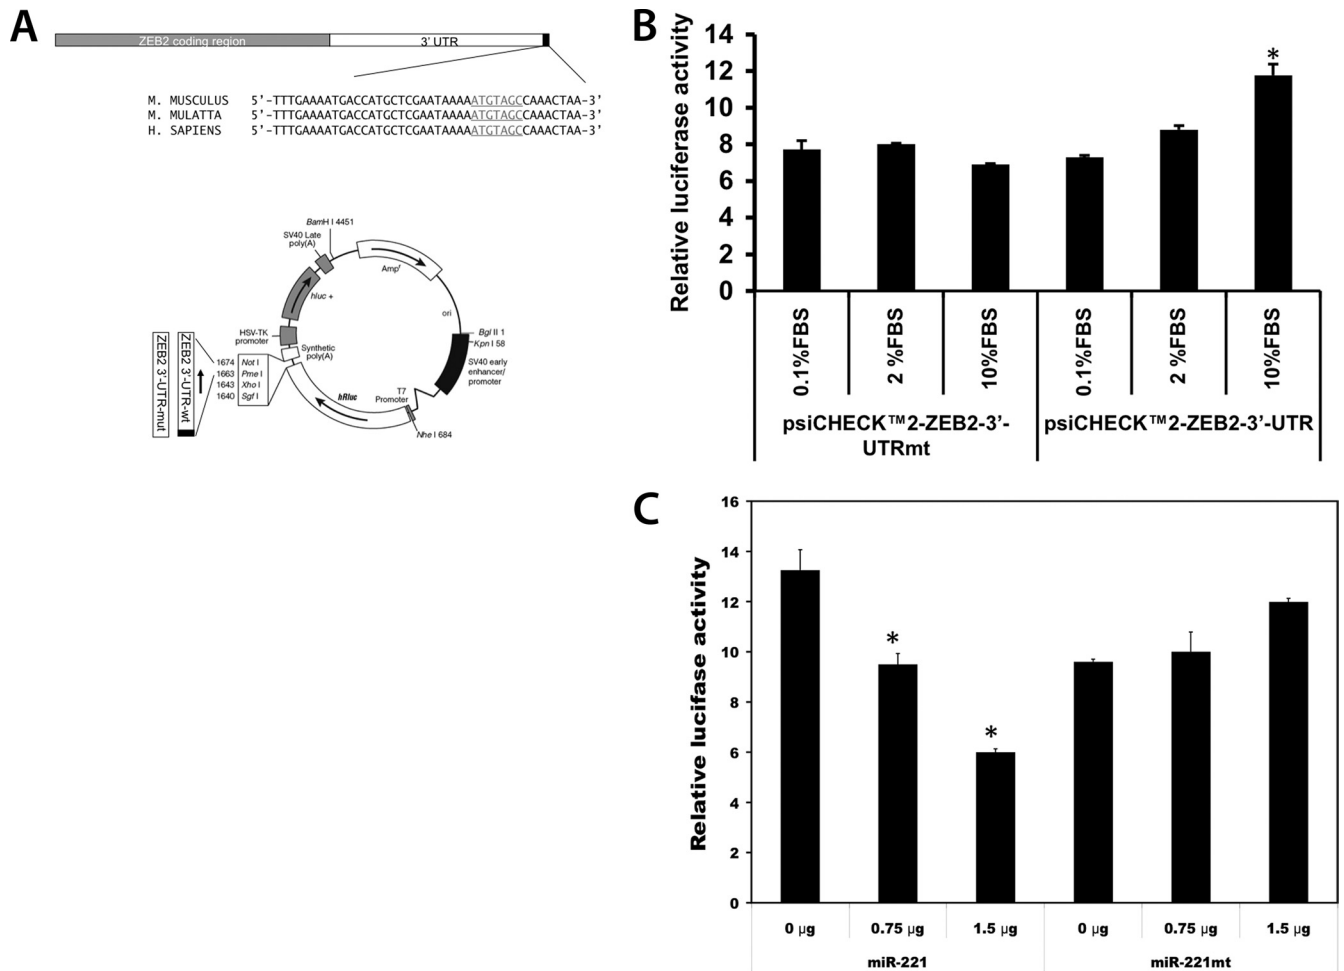 A
ZEB2 coding region
3' UTR
M. MUSCULUS 5'-TTTGAAAATGACCATGCTCGAATAAAAATGTAGCCAAACTAA-3'
M. MULATTA 5'-TTTGAAAATGACCATGCTCGAATAAAAATGTAGCCAAACTAA-3'
H. SAPIENS 5'-TTTGAAAATGACCATGCTCGAATAAAAATGTAGCCAAACTAA-3'
BamH I 4451
SV40 Late
poly(A)
Ampr
hluc +
ori
HSV-TK
promoter
Synthetic
poly(A)
Bgl II 1
Kpn I 58
SV40 early
enhancer/
promoter
T7
Promoter
hRluc
Nhe I 684
1674 Not I
1663 Pme I
1643 Xho I
1640 Sgf I
ZEB2 3'-UTR-mut
ZEB2 3'-UTR-wt
B
Relative luciferase activity
14
12
10
8
6
4
2
0
*
0.1%FBS
2 %FBS
10%FBS
0.1%FBS
2 %FBS
10%FBS
psiCHECK™2-ZEB2-3'-
UTRmt
psiCHECK™2-ZEB2-3'-UTR
C
Relative lucifase activity
16
14
12
10
8
6
4
2
0
*
*
0 µg
0.75 µg
1.5 µg
0 µg
0.75 µg
1.5 µg
miR-221
miR-221mt